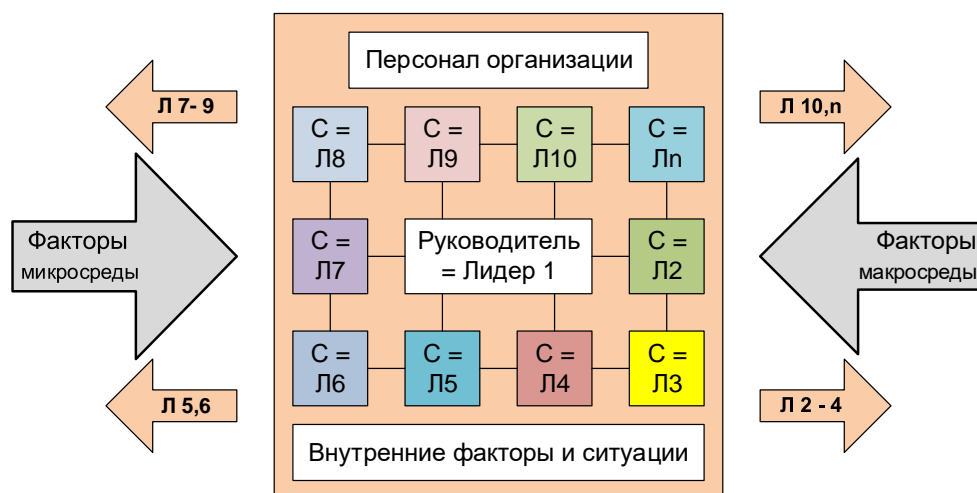 Персонал организации
Л 7- 9
Л 10,n
С =
Л8
С =
Л9
С =
Л10
С =
Лn
Факторы
микросреды
С =
Л7
Руководитель
= Лидер 1
С =
Л2
Факторы
макросреды
С =
Л6
С =
Л5
С =
Л4
С =
Л3
Л 5,6
Л 2 - 4
Внутренние факторы и ситуации